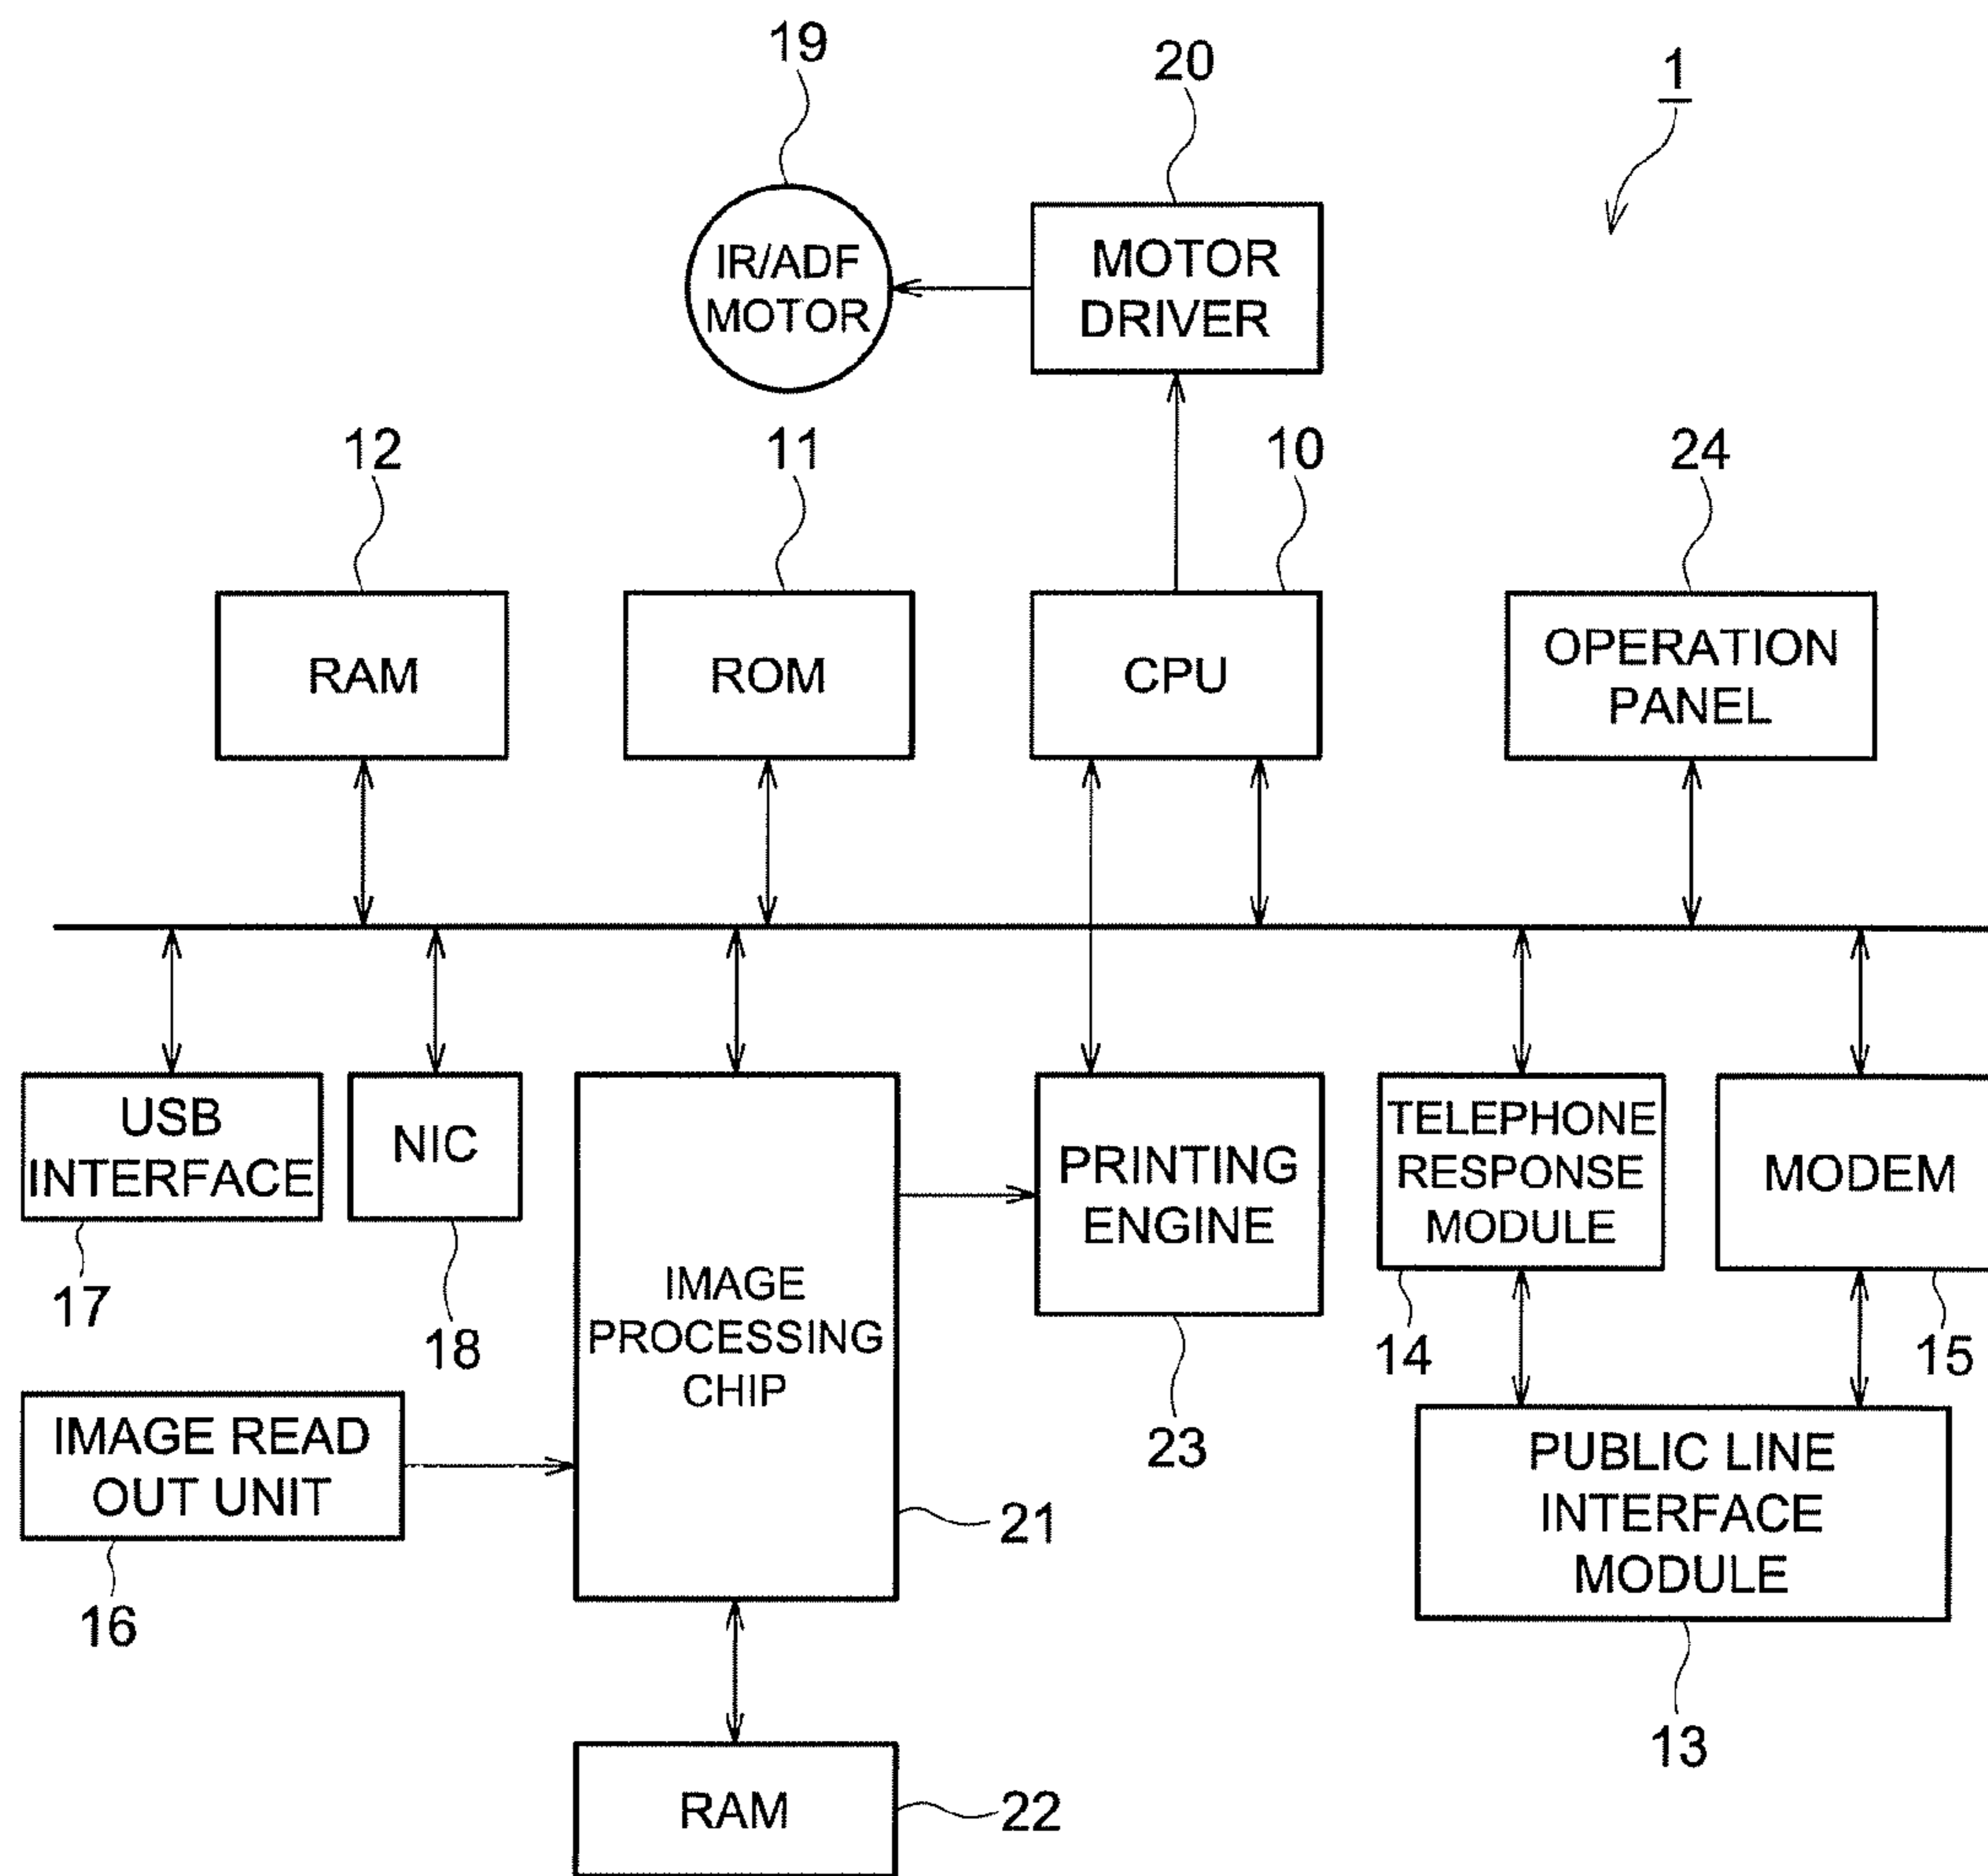 19
20
1
IR/ADF
MOTOR
MOTOR
DRIVER
12
11
10
24
RAM
ROM
CPU
OPERATION
PANEL
USB
INTERFACE
NIC
PRINTING
ENGINE
TELEPHONE
RESPONSE
MODULE
MODEM
17
18
IMAGE
PROCESSING
CHIP
14
15
23
IMAGE READ
OUT UNIT
PUBLIC LINE
INTERFACE
MODULE
21
16
13
RAM
22